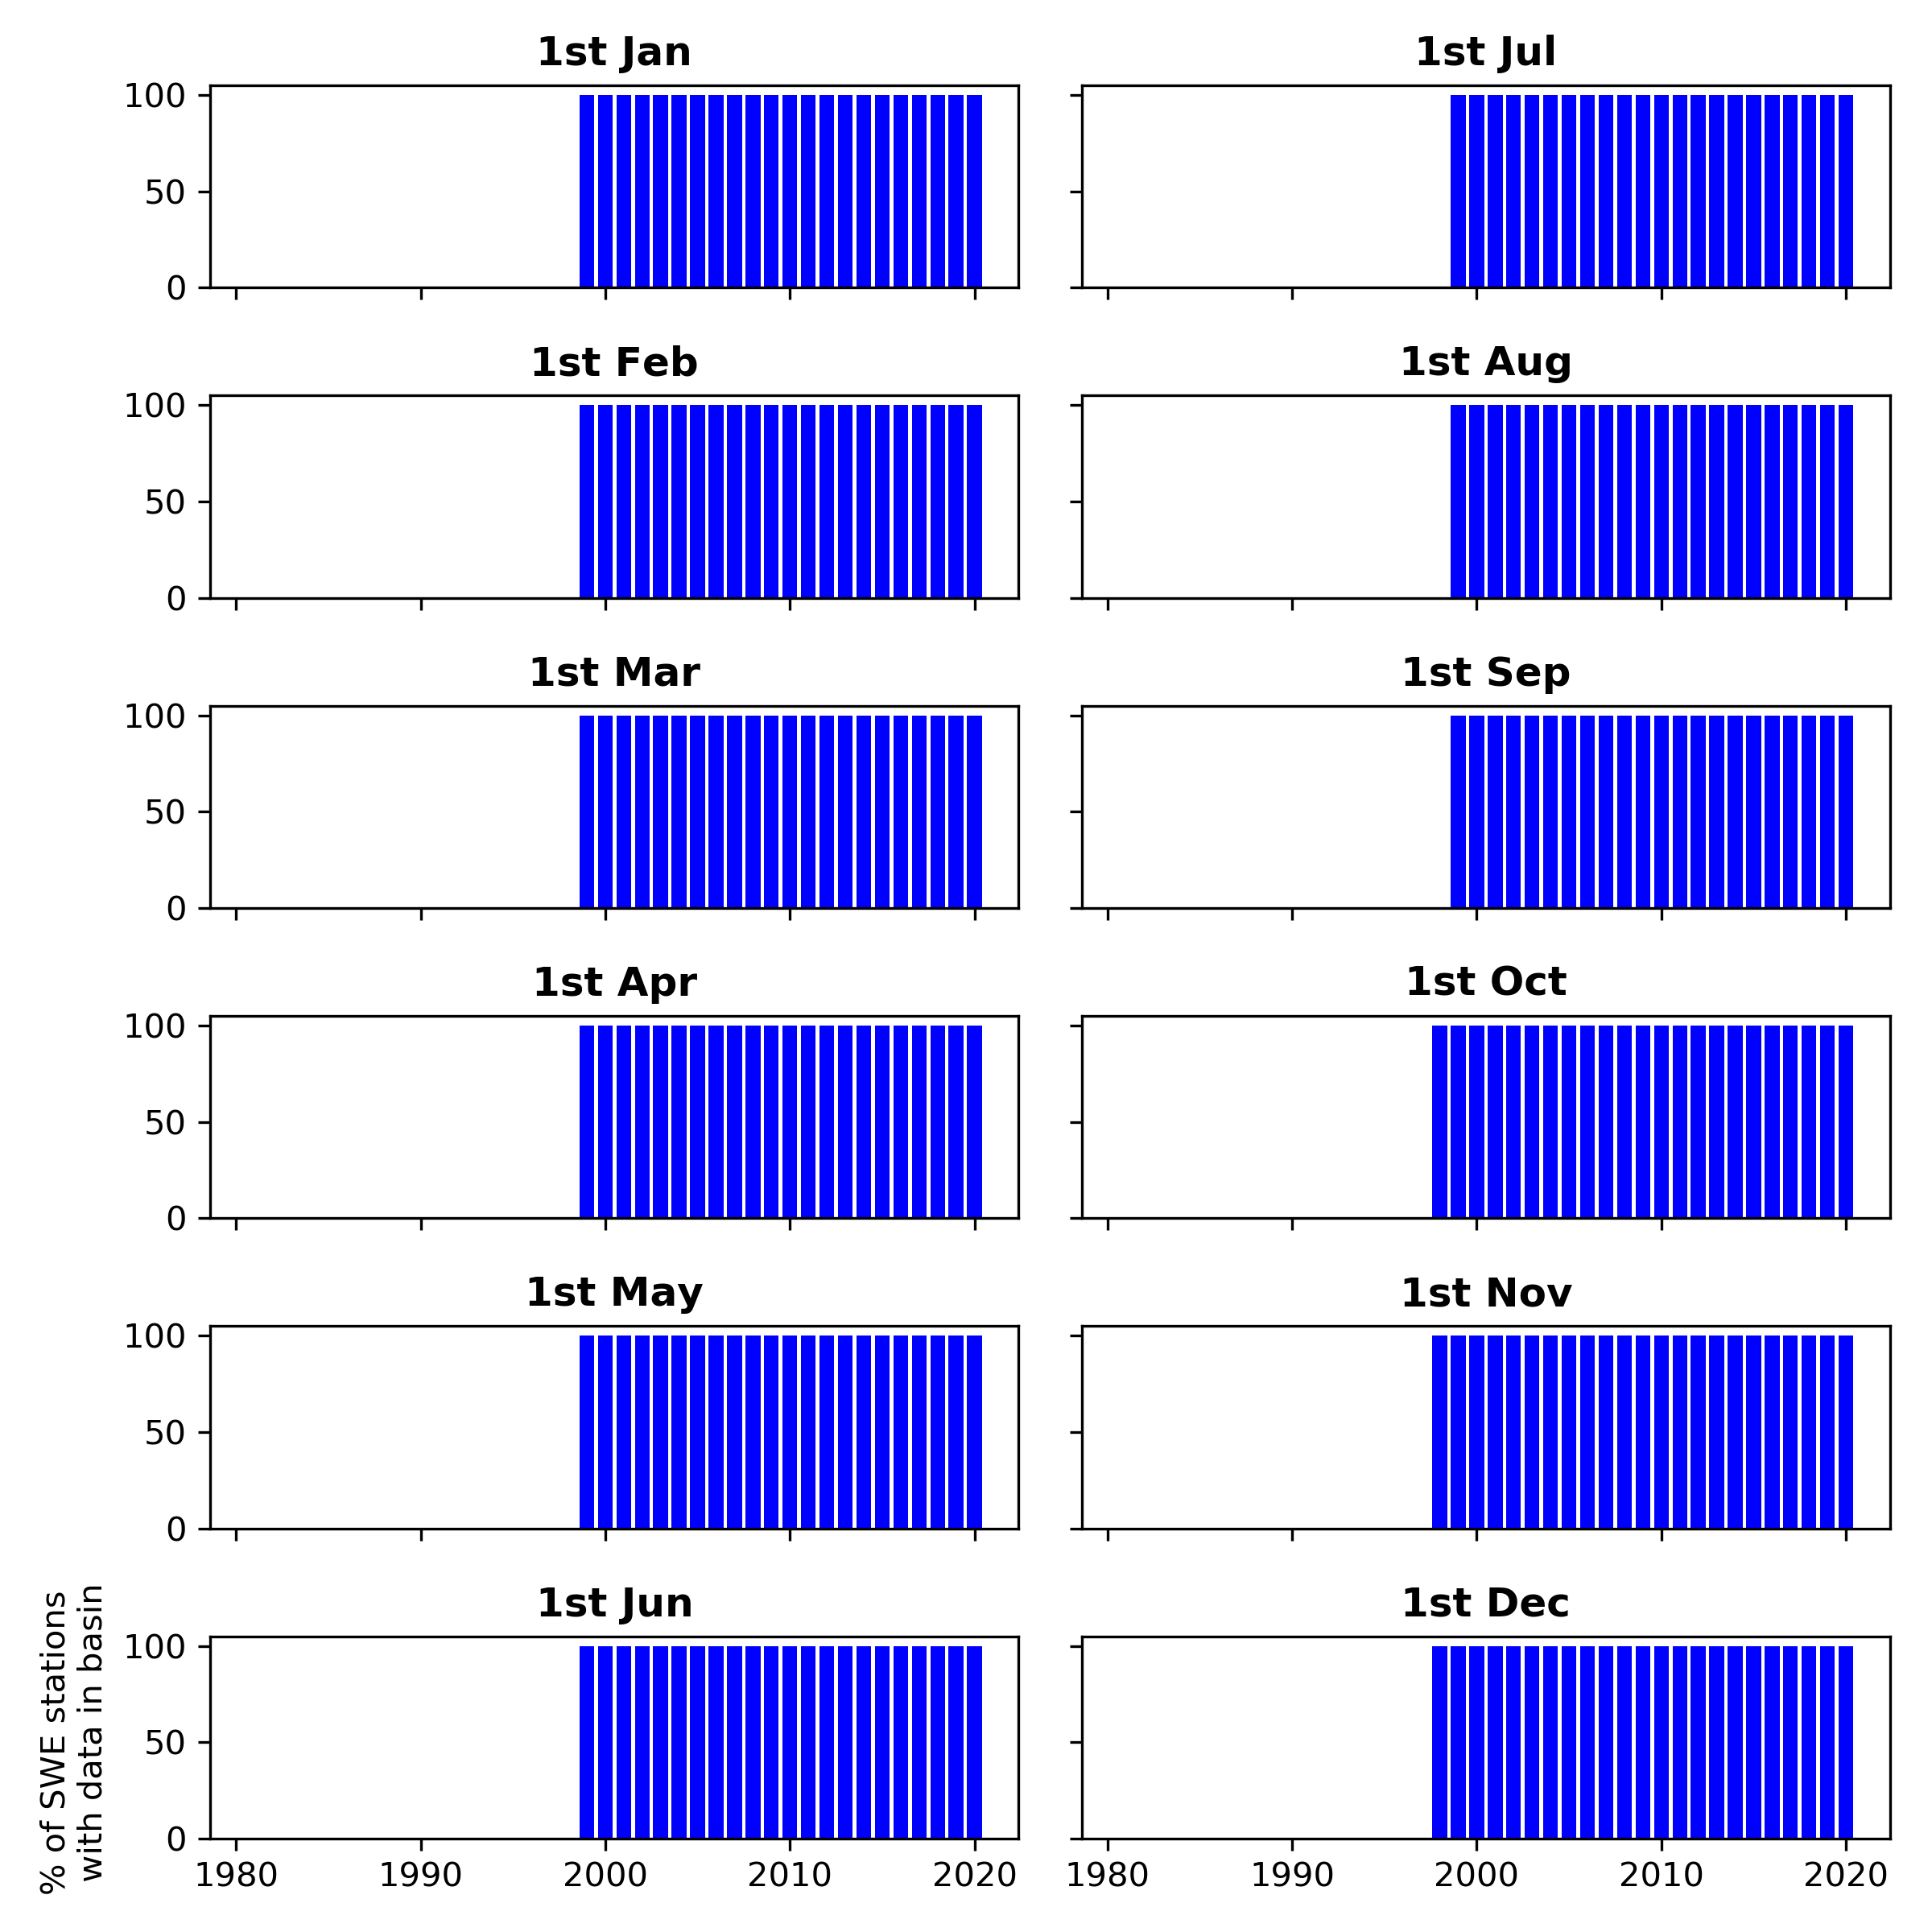 1st Jan
1st Jul
100
50
0
1st Feb
1st Aug
100
50
0
1st Mar
1st Sep
100
50
0
1st Apr
1st Oct
100
50
0
1st May
1st Nov
100
50
0
1st Jun
1st Dec
100
50
0
% of SWE stations
with data in basin
1980 1990 2000 2010 2020 1980 1990 2000 2010 2020